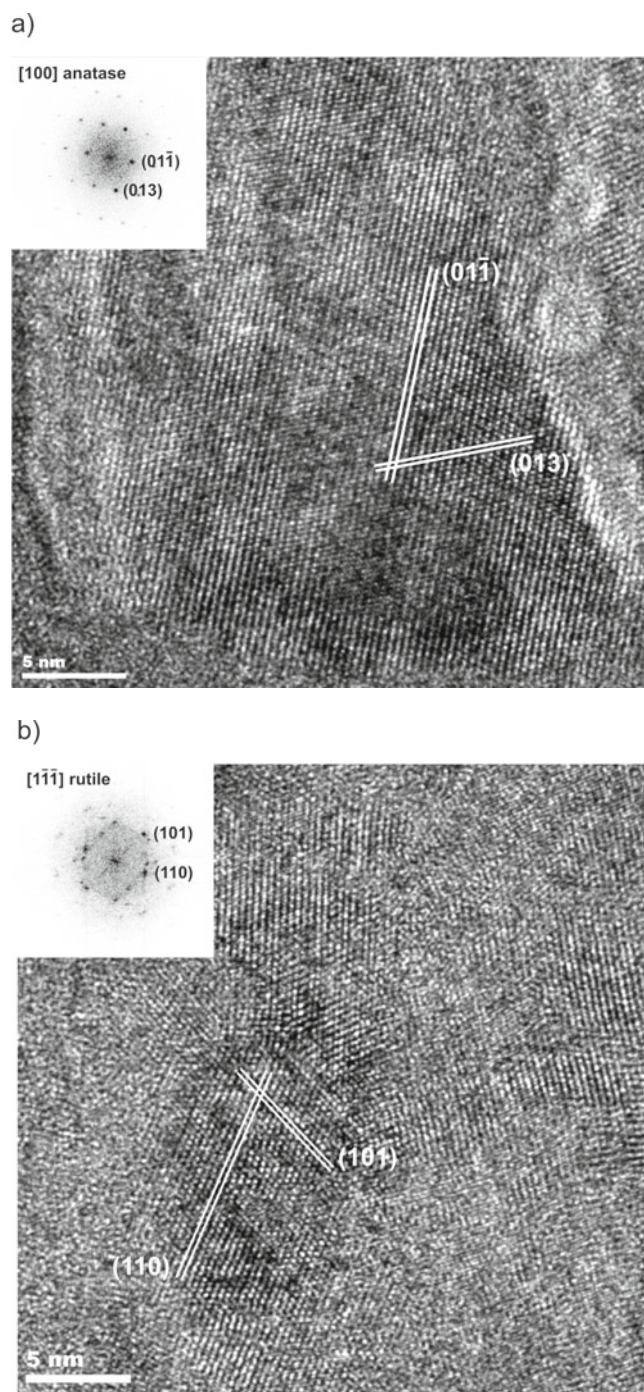 a)
[100] anatase
(011̄)
(013)
(011̄)
(013)
5 nm
b)
[11̄1̄] rutile
(101)
(110)
(101)
(110)
5 nm